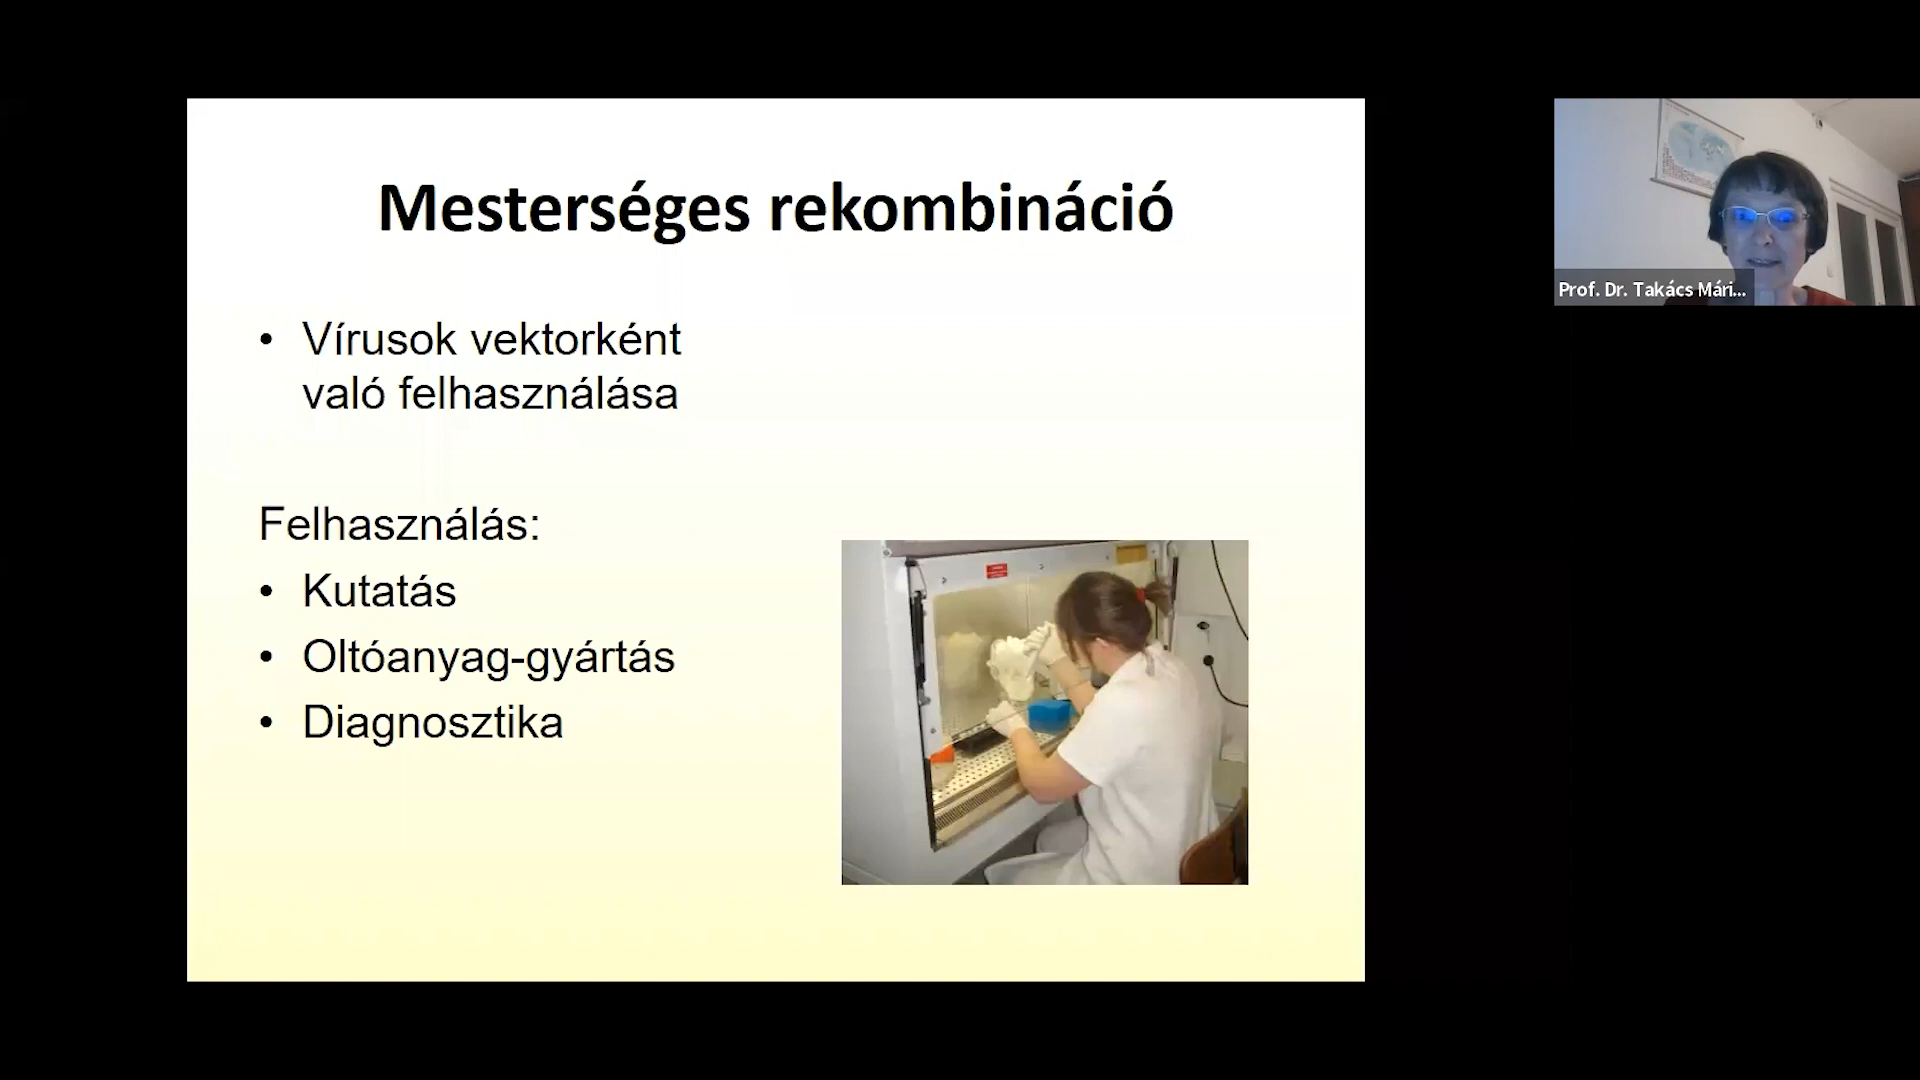 Mesterséges rekombináció
• Vírusok vektorként
való felhasználása
Felhasználás:
• Kutatás
• Oltóanyag-gyártás
• Diagnosztika
Prof. Dr. Takács Mári...